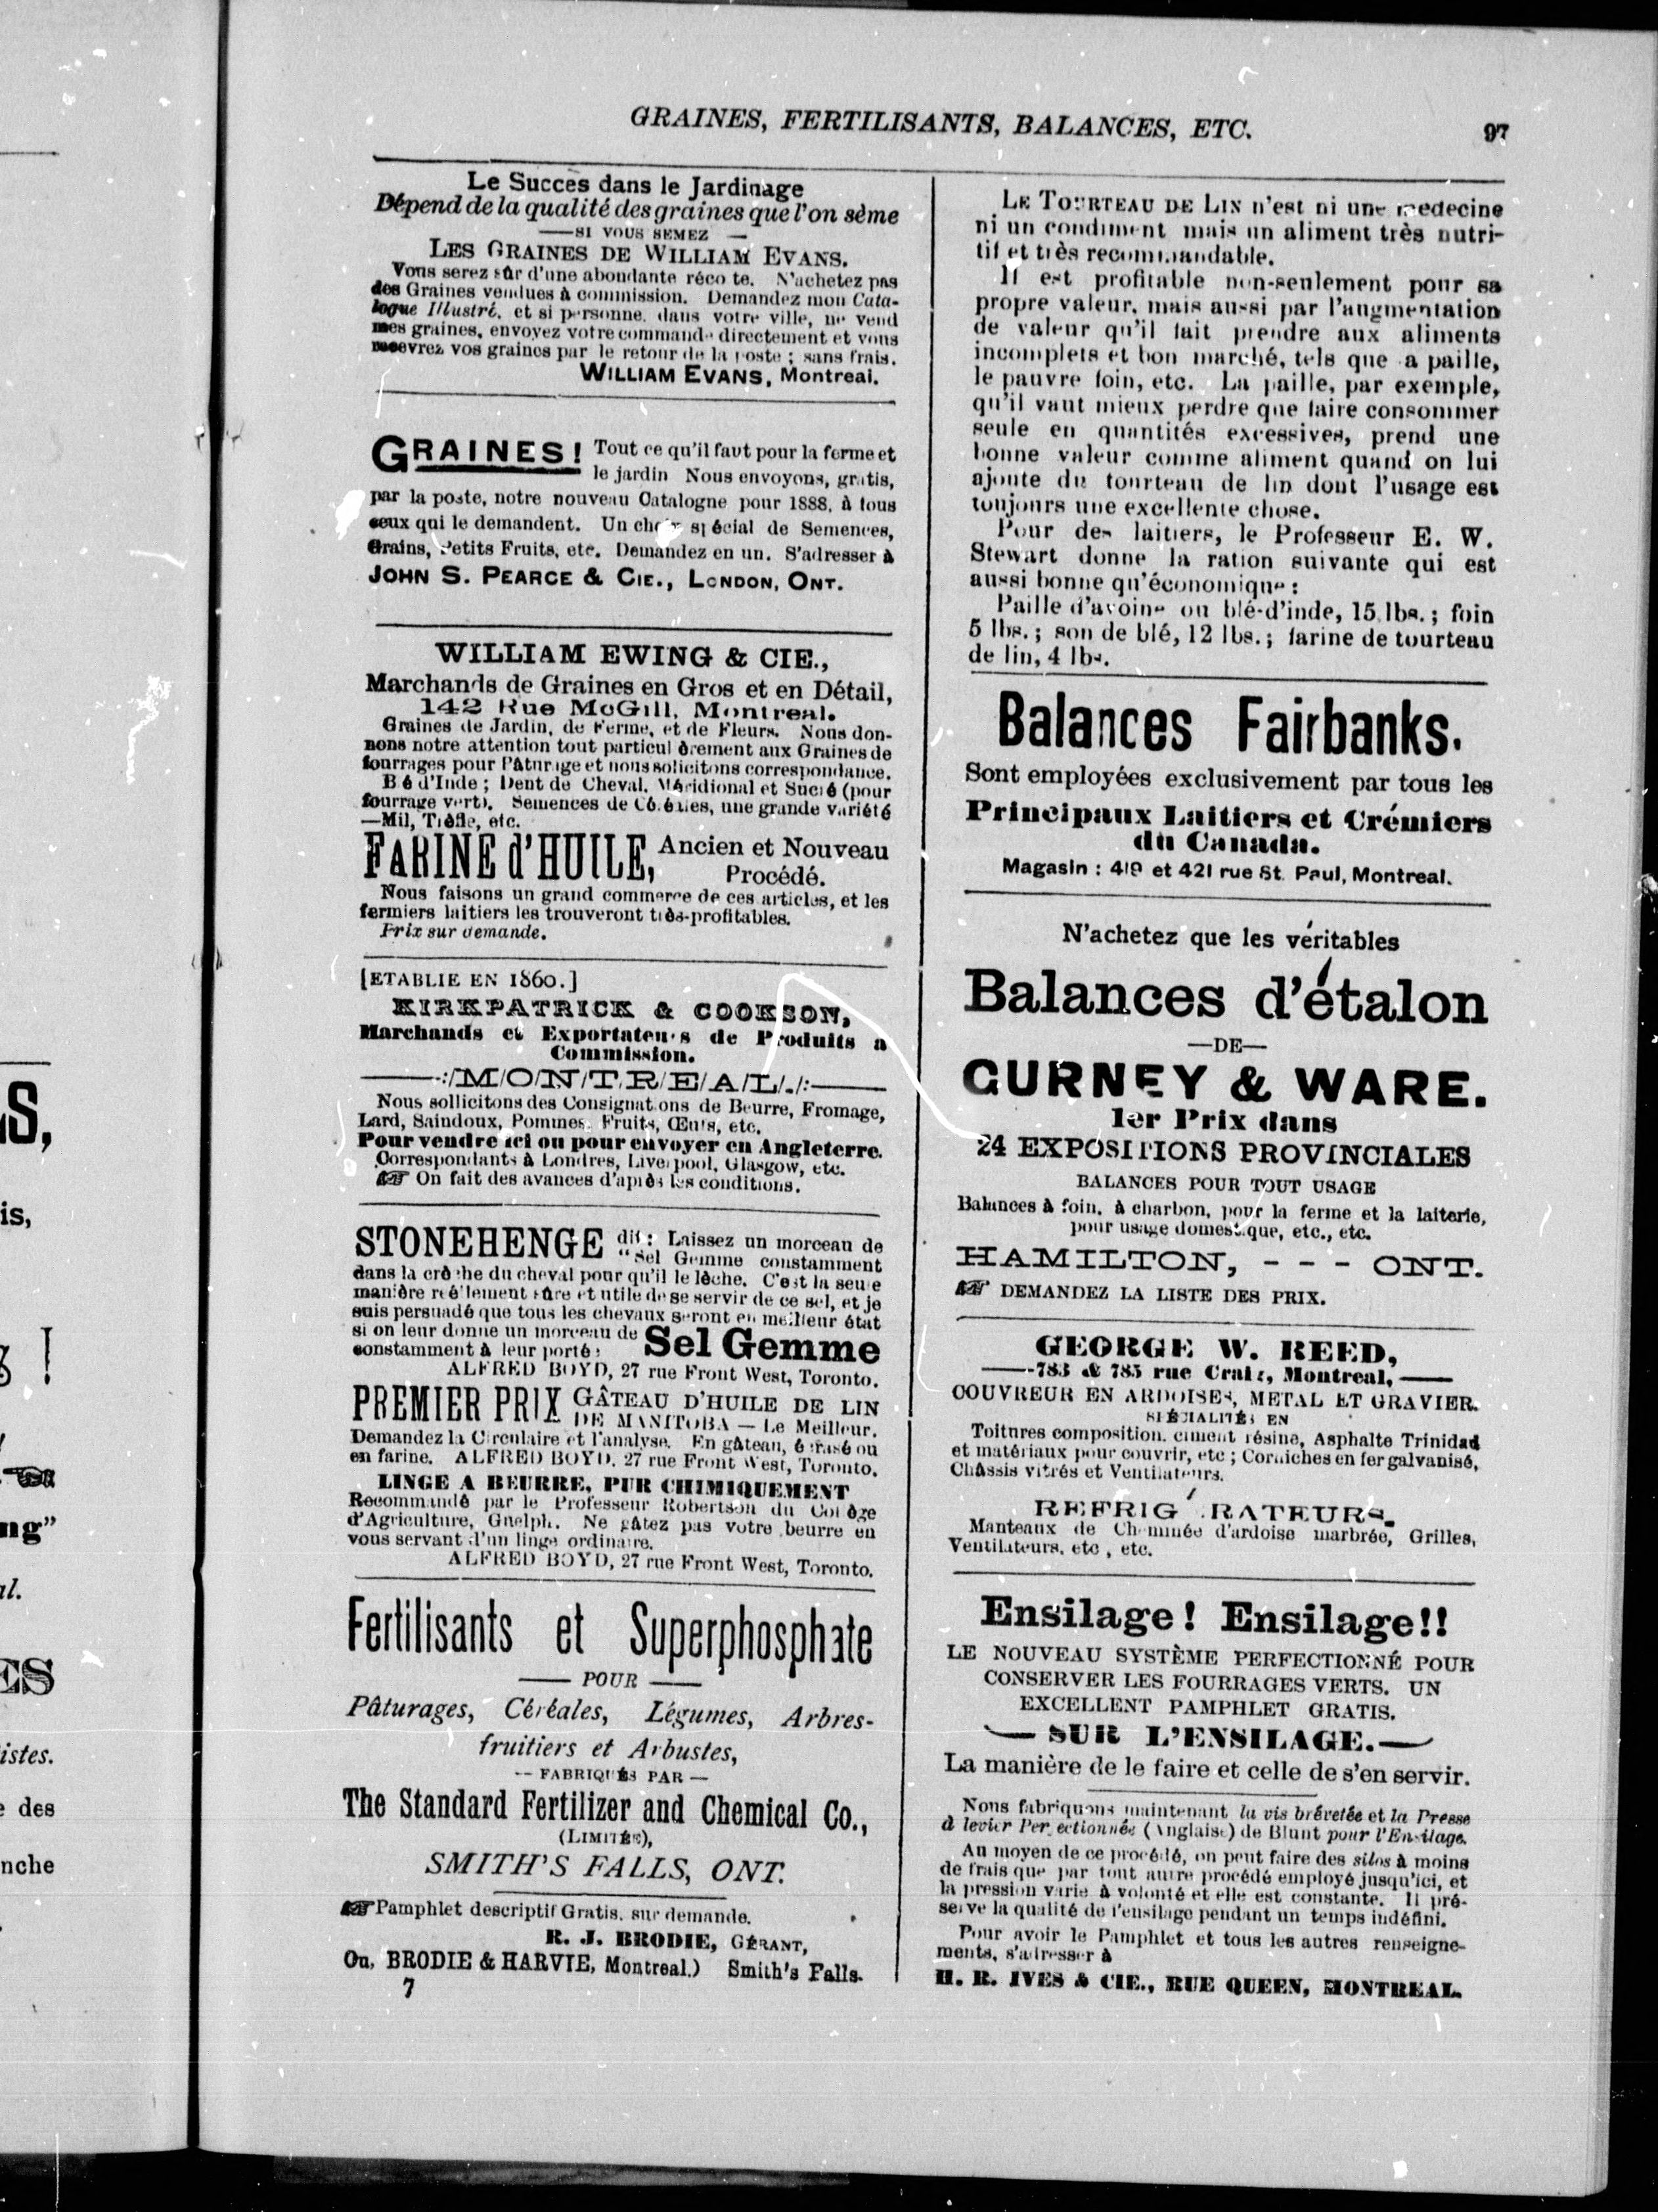 GRAINES, FERTILISANTS, BALANCES, ETC. 97
Le Succès dans le Jardinage
Dépend de la qualité des graines que l'on sème
—SI VOUS SEMEZ—
LES GRAINES DE WILLIAM EVANS.
Vous serez sûr d'une abondante réco te. N'achetez pas
des Graines vendues à commission. Demandez mon Cata-
logue Illustré, et si personne, dans votre ville, ne vend
mes graines, envoyez votre commande directement et vous
recevrez vos graines par le retour de la poste ; sans frais.
WILLIAM EVANS, Montreal.
GRAINES! Tout ce qu'il faut pour la ferme et
le jardin Nous envoyons, gratis,
par la poste, notre nouveau Catalogne pour 1888, à tous
ceux qui le demandent. Un choix spécial de Semences,
Grains, Petits Fruits, etc. Demandez en un. S'adresser à
JOHN S. PEARCE & CIE., LONDON, ONT.
WILLIAM EWING & CIE.,
Marchands de Graines en Gros et en Détail,
142 Rue McGill, Montreal.
Graines de Jardin, de Ferme, et de Fleurs. Nous don-
nons notre attention tout particul èrement aux Graines de
fourrages pour Pâturage et nous solicitons correspondance.
B é d'Inde ; Dent de Cheval, Méridional et Sucré (pour
fourrage vert). Semences de Céréales, une grande variété
—Mil, Trèfle, etc.
FARINE d'HUILE, Ancien et Nouveau
Procédé.
Nous faisons un grand commerce de ces articles, et les
fermiers laitiers les trouveront très-profitables.
Prix sur demande.
[ETABLIE EN 1860.]
KIRKPATRICK & COOKSON,
Marchands et Exportateurs de Produits a
Commission.
——:/M/O/N/T/R/E/A/L/./:——
Nous sollicitons des Consignations de Beurre, Fromage,
Lard, Saindoux, Pommes, Fruits, Œufs, etc.
Pour vendre ici ou pour envoyer en Angleterre.
Correspondants à Londres, Liverpool, Glasgow, etc.
☞ On fait des avances d'après les conditions.
STONEHENGE dit : Laissez un morceau de
"Sel Gemme constamment
dans la crèche du cheval pour qu'il le lèche. C'est la seule
manière réellement sûre et utile de se servir de ce sel, et je
suis persuadé que tous les chevaux seront en meilleur état
si on leur donne un morceau de Sel Gemme
constamment à leur porté :
ALFRED BOYD, 27 rue Front West, Toronto.
PREMIER PRIX GÂTEAU D'HUILE DE LIN
DE MANITOBA — Le Meilleur.
Demandez la Circulaire et l'analyse. En gâteau, écrasé ou
en farine. ALFRED BOYD, 27 rue Front West, Toronto.
LINGE A BEURRE, PUR CHIMIQUEMENT
Recommandé par le Professeur Robertson du Collège
d'Agriculture, Guelph. Ne gâtez pas votre beurre en
vous servant d'un linge ordinaire.
ALFRED BOYD, 27 rue Front West, Toronto.
Fertilisants et Superphosphate
—— POUR ——
Pâturages, Céréales, Légumes, Arbres-
fruitiers et Arbustes,
— FABRIQUÉS PAR —
The Standard Fertilizer and Chemical Co.,
(LIMITÉE),
SMITH'S FALLS, ONT.
☞ Pamphlet descriptif Gratis, sur demande.
R. J. BRODIE, GÉRANT,
Ou, BRODIE & HARVIE, Montreal.) Smith's Falls.
7
LE TOURTEAU DE LIN n'est ni une medecine
ni un condiment mais un aliment très nutri-
tif et très recommandable.
Il est profitable non-seulement pour sa
propre valeur, mais aussi par l'augmentation
de valeur qu'il fait prendre aux aliments
incomplets et bon marché, tels que a paille,
le pauvre foin, etc. La paille, par exemple,
qu'il vaut mieux perdre que faire consommer
seule en quantités excessives, prend une
bonne valeur comme aliment quand on lui
ajoute du tourteau de lin dont l'usage est
toujours une excellente chose.
Pour des laitiers, le Professeur E. W.
Stewart donne la ration suivante qui est
aussi bonne qu'économique :
Paille d'avoine ou blé-d'inde, 15 lbs. ; foin
5 lbs. ; son de blé, 12 lbs. ; farine de tourteau
de lin, 4 lbs.
Balances Fairbanks.
Sont employées exclusivement par tous les
Principaux Laitiers et Crémiers
du Canada.
Magasin : 419 et 421 rue St. Paul, Montreal.
N'achetez que les véritables
Balances d'étalon
—DE—
GURNEY & WARE.
1er Prix dans
24 EXPOSITIONS PROVINCIALES
BALANCES POUR TOUT USAGE
Balances à foin, à charbon, pour la ferme et la laiterie,
pour usage domestique, etc., etc.
HAMILTON, - - - ONT.
☞ DEMANDEZ LA LISTE DES PRIX.
GEORGE W. REED,
——783 & 785 rue Craig, Montreal,——
COUVREUR EN ARDOISES, METAL ET GRAVIER.
SPÉCIALITÉS EN
Toitures composition, ciment résine, Asphalte Trinidad
et matériaux pour couvrir, etc ; Corniches en fer galvanisé,
Châssis vitrés et Ventilateurs.
REFRIGÉRATEURS.
Manteaux de Cheminée d'ardoise marbrée, Grilles,
Ventilateurs, etc , etc.
Ensilage! Ensilage!!
LE NOUVEAU SYSTÈME PERFECTIONNÉ POUR
CONSERVER LES FOURRAGES VERTS. UN
EXCELLENT PAMPHLET GRATIS.
— SUR L'ENSILAGE.—
La manière de le faire et celle de s'en servir.
Nous fabriquons maintenant la vis brévetée et la Presse
à levier Perfectionnée (Anglaise) de Blunt pour l'Ensilage.
Au moyen de ce procédé, on peut faire des silos à moins
de frais que par tout autre procédé employé jusqu'ici, et
la pression varie à volonté et elle est constante. Il pré-
serve la qualité de l'ensilage pendant un temps indéfini.
Pour avoir le Pamphlet et tous les autres renseigne-
ments, s'adresser à
H. R. IVES & CIE., RUE QUEEN, MONTREAL.